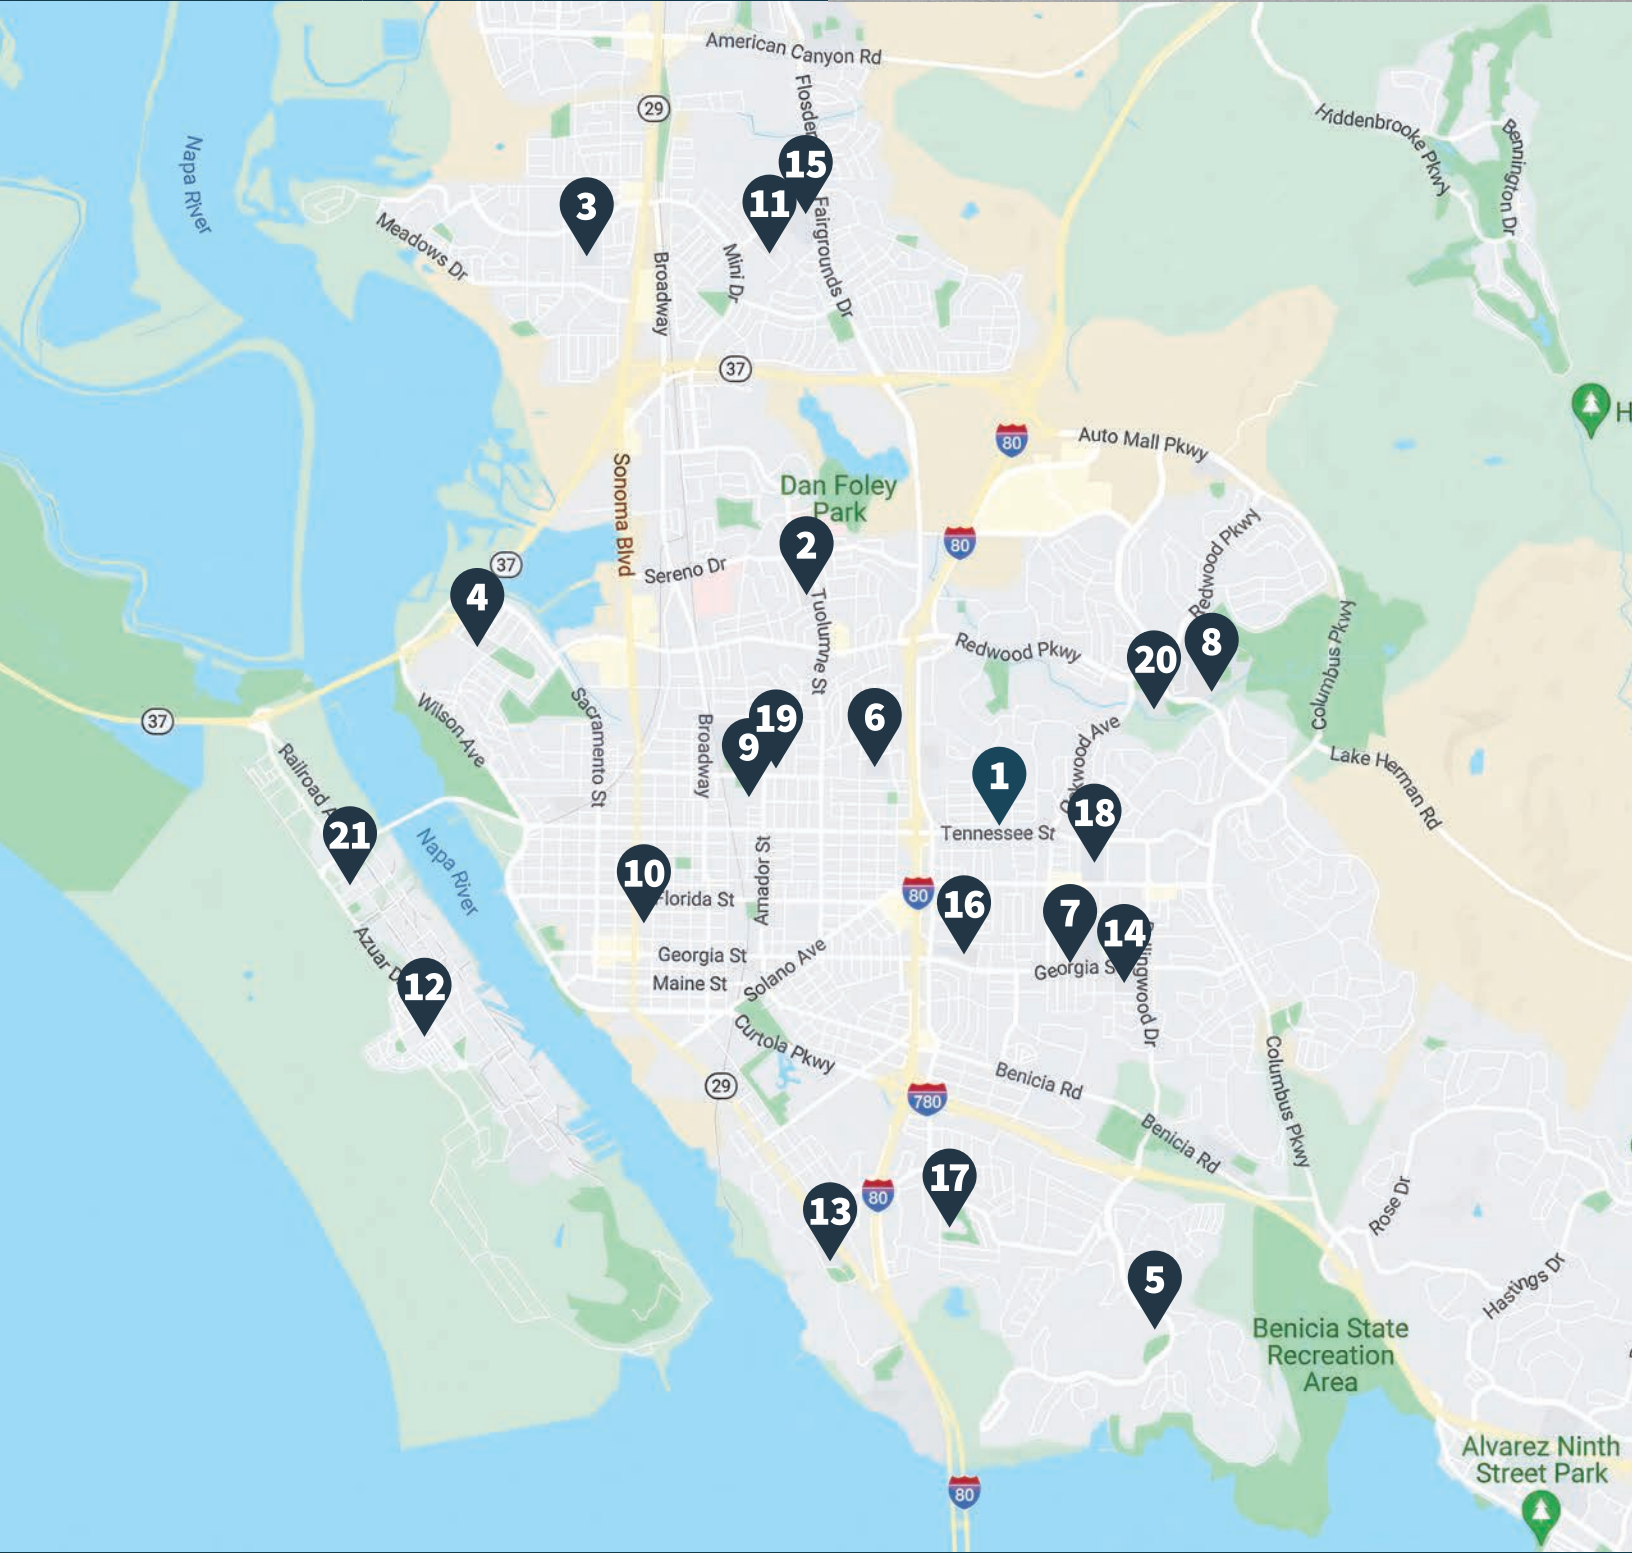 American Canyon Rd
Flosden
29
Hiddenbrooke Pkwy
Bennington Dr
Napa River
15
11
3
Meadows Dr
Fairgrounds Dr
Mini Dr
Broadway
37
80
Auto Mall Pkwy
H
Sonoma Blvd
Dan Foley
Park
Redwood Pkwy
80
2
37
Sereno Dr
4
Tuolumne St
Redwood Pkwy
20
8
Columbus Pkwy
37
Wilson Ave
Sacramento St
Broadway
19
9
6
Oakwood Ave
Lake Herman Rd
1
Railroad A
21
Napa River
Tennessee St
18
Amador St
10
Florida St
80
16
7
14
Georgia St
Maine St
Solano Ave
Georgia S
ingwood Dr
Azuar D
12
Curtola Pkwy
29
780
Benicia Rd
Benicia Rd
Columbus Pkwy
Rose Dr
17
13
80
5
Hastings Dr
Benicia State
Recreation
Area
Alvarez Ninth
Street Park
80